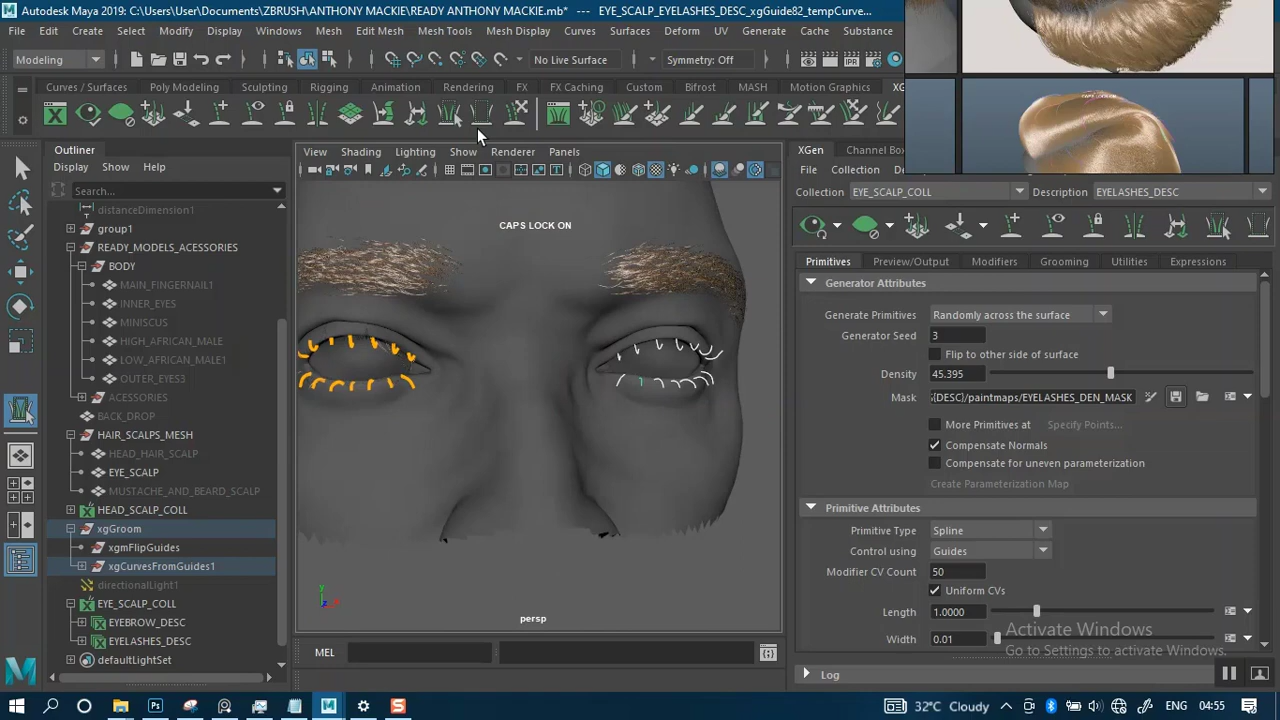 Autodesk Maya 2019: C:\Users\User\Documents\ZBRUSH\ANTHONY MACKIE\READY ANTHONY MACKIE.mb* --- EYE_SCALP_EYELASHES_DESC_xgGuide82_tempCurve...
File Edit Create Select Modify Display Windows Mesh Edit Mesh Mesh Tools Mesh Display Curves Surfaces Deform UV Generate Cache Substance
Modeling No Live Surface Symmetry: Off
Curves / Surfaces Poly Modeling Sculpting Rigging Animation Rendering FX FX Caching Custom Bifrost MASH Motion Graphics
Outliner
Display Show Help
Search...
distanceDimension1
group1
READY_MODELS_ACESSORIES
BODY
MAIN_FINGERNAIL1
INNER_EYES
MINISCUS
HIGH_AFRICAN_MALE
LOW_AFRICAN_MALE1
OUTER_EYES3
ACESSORIES
BACK_DROP
HAIR_SCALPS_MESH
HEAD_HAIR_SCALP
EYE_SCALP
MUSTACHE_AND_BEARD_SCALP
HEAD_SCALP_COLL
xgGroom
xgmFlipGuides
xgCurvesFromGuides1
directionalLight1
EYE_SCALP_COLL
EYEBROW_DESC
EYELASHES_DESC
defaultLightSet
View Shading Lighting Show Renderer Panels
CAPS LOCK ON
persp
MEL
XGen Channel Box
File Collection
Collection EYE_SCALP_COLL Description EYELASHES_DESC
Primitives Preview/Output Modifiers Grooming Utilities Expressions
Generator Attributes
Generate Primitives Randomly across the surface
Generator Seed 3
Flip to other side of surface
Density 45.395
Mask {DESC}/paintmaps/EYELASHES_DEN_MASK
More Primitives at Specify Points...
Compensate Normals
Compensate for uneven parameterization
Create Parameterization Map
Primitive Attributes
Primitive Type Spline
Control using Guides
Modifier CV Count 50
Uniform CVs
Length 1.0000
Width 0.01
Activate Windows
Go to Settings to activate Windows.
Log
32°C Cloudy ENG 04:55